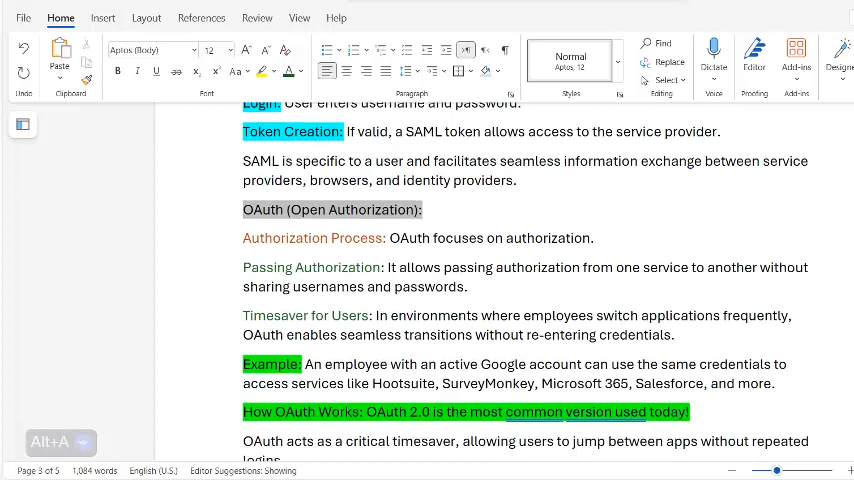 File Home Insert Layout References Review View Help
Aptos (Body) 12
Paste
Find
Replace
Select
Normal
Aptos, 12
Dictate Editor Add-ins Designe
Undo Clipboard Font Paragraph Styles Editing Voice Proofing Add-ins
Login: User enters username and password.
Token Creation: If valid, a SAML token allows access to the service provider.
SAML is specific to a user and facilitates seamless information exchange between service
providers, browsers, and identity providers.
OAuth (Open Authorization):
Authorization Process: OAuth focuses on authorization.
Passing Authorization: It allows passing authorization from one service to another without
sharing usernames and passwords.
Timesaver for Users: In environments where employees switch applications frequently,
OAuth enables seamless transitions without re-entering credentials.
Example: An employee with an active Google account can use the same credentials to
access services like Hootsuite, SurveyMonkey, Microsoft 365, Salesforce, and more.
How OAuth Works: OAuth 2.0 is the most common version used today!
Alt+A
OAuth acts as a critical timesaver, allowing users to jump between apps without repeated
logins.
Page 3 of 5 1,084 words English (U.S.) Editor Suggestions: Showing